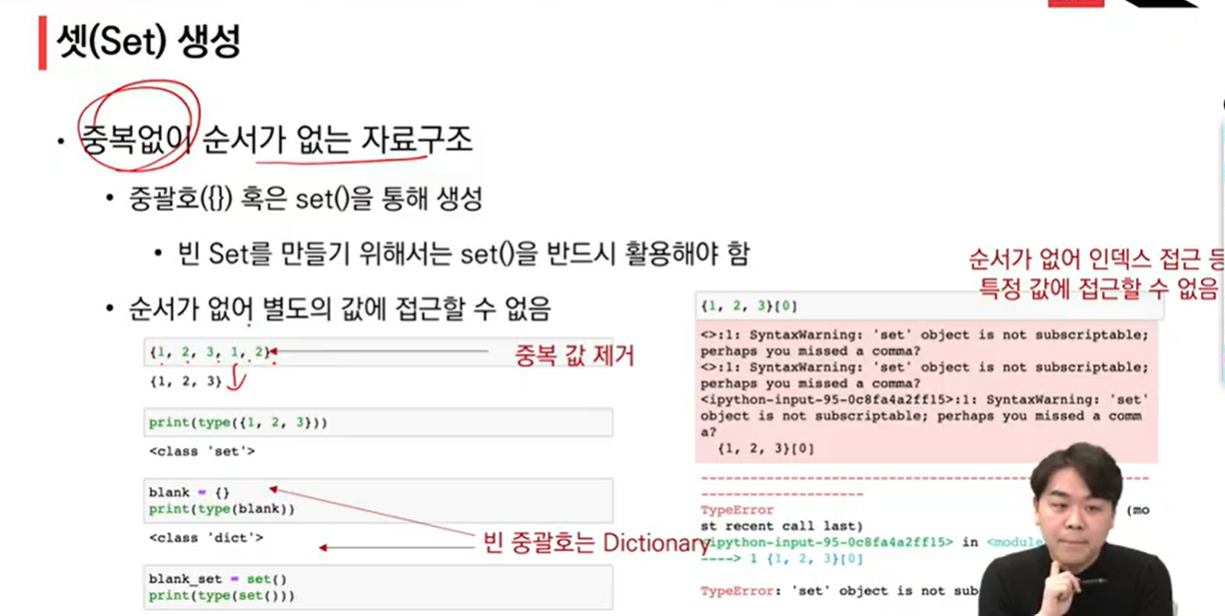 셋(Set) 생성
• 중복없이 순서가 없는 자료구조
• 중괄호({}) 혹은 set()을 통해 생성
• 빈 Set를 만들기 위해서는 set()을 반드시 활용해야 함
• 순서가 없어 별도의 값에 접근할 수 없음
{1, 2, 3, 1, 2}
중복 값 제거
{1, 2, 3}
print(type({1, 2, 3}))
<class 'set'>
blank = {}
print(type(blank))
<class 'dict'>
빈 중괄호는 Dictionary
blank_set = set()
print(type(set()))
순서가 없어 인덱스 접근 등
특정 값에 접근할 수 없음
{1, 2, 3}[0]
<>:1: SyntaxWarning: 'set' object is not subscriptable;
perhaps you missed a comma?
<>:1: SyntaxWarning: 'set' object is not subscriptable;
perhaps you missed a comma?
<ipython-input-95-0c8fa4a2ff15>:1: SyntaxWarning: 'set'
object is not subscriptable; perhaps you missed a comm
a?
{1, 2, 3}[0]
---------------------------------------------------------------------------
TypeError (mo
st recent call last)
<ipython-input-95-0c8fa4a2ff15> in <module
----> 1 {1, 2, 3}[0]
TypeError: 'set' object is not sub